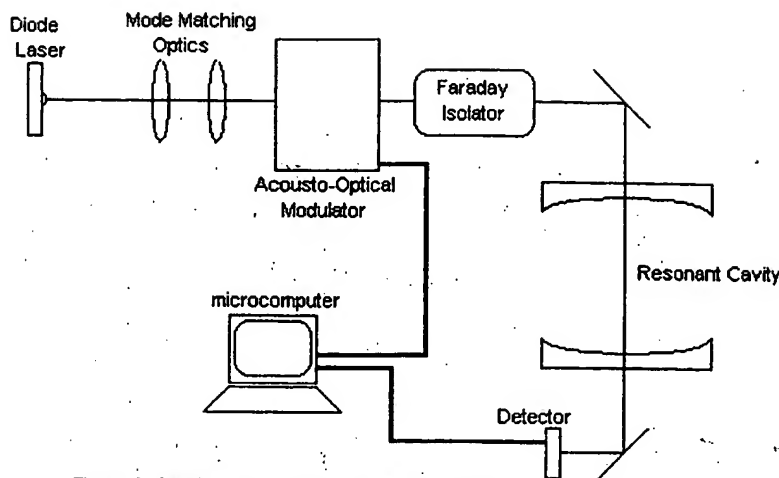 Diode
Laser
Mode Matching
Optics
Faraday
Isolator
Acousto-Optical
Modulator
Resonant Cavity
microcomputer
Detector